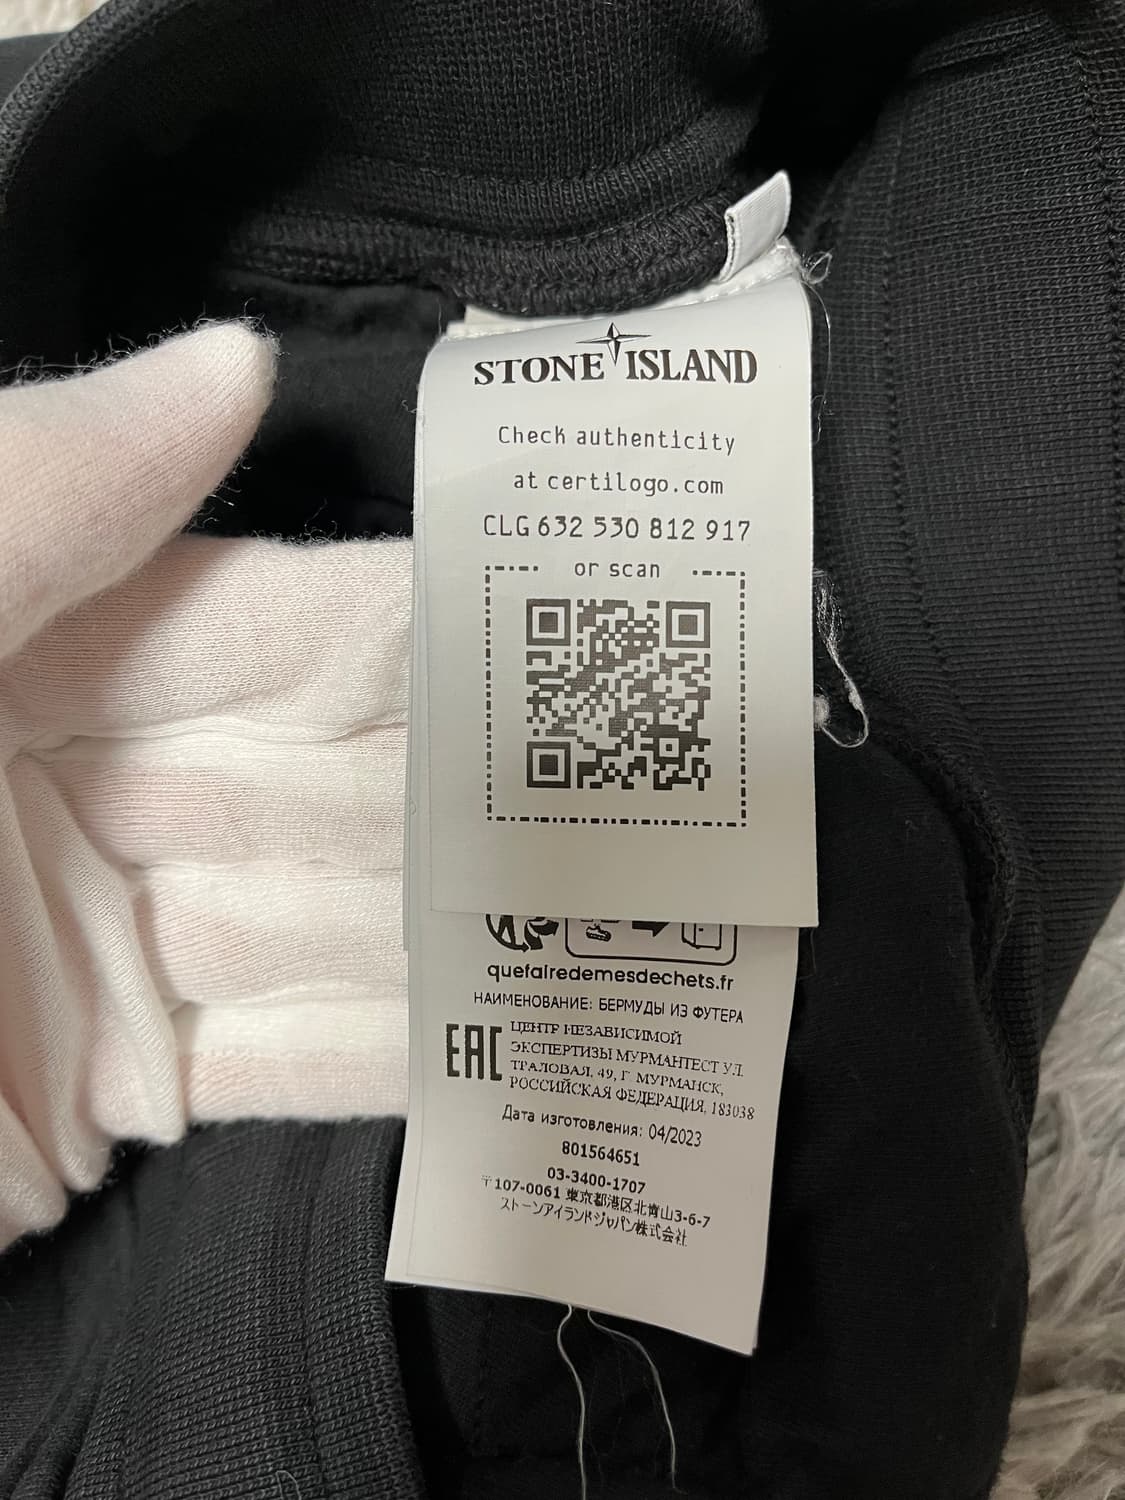 STONE ISLAND
Check authenticity
at certilogo.com
CLG 632 530 812 917
or scan
quefairedemesdechets.fr
НАИМЕНОВАНИЕ: БЕРМУДЫ ИЗ ФУТЕРА
EAC
ЦЕНТР НЕЗАВИСИМОЙ
ЭКСПЕРТИЗЫ МУРМАНТЕСТ УЛ.
ТРАЛОВАЯ, 49, Г. МУРМАНСК,
РОССИЙСКАЯ ФЕДЕРАЦИЯ, 183038
Дата изготовления: 04/2023
801564651
03-3400-1707
〒107-0061 東京都港区北青山3-6-7
ストーンアイランドジャパン株式会社